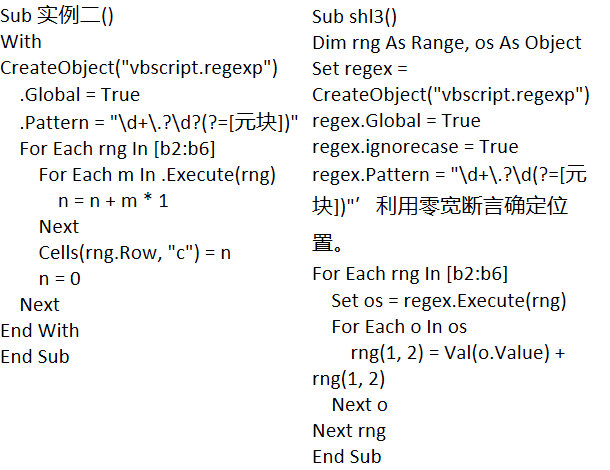 Sub 实例二()
With
CreateObject("vbscript.regexp")
.Global = True
.Pattern = "\d+\.?\d?(?=[元块])"
For Each rng In [b2:b6]
For Each m In .Execute(rng)
n = n + m * 1
Next
Cells(rng.Row, "c") = n
n = 0
Next
End With
End Sub
Sub shl3()
Dim rng As Range, os As Object
Set regex =
CreateObject("vbscript.regexp")
regex.Global = True
regex.ignorecase = True
regex.Pattern = "\d+\.?\d(?=[元
块])"′利用零宽断言确定位
置。
For Each rng In [b2:b6]
Set os = regex.Execute(rng)
For Each o In os
rng(1, 2) = Val(o.Value) +
rng(1, 2)
Next o
Next rng
End Sub